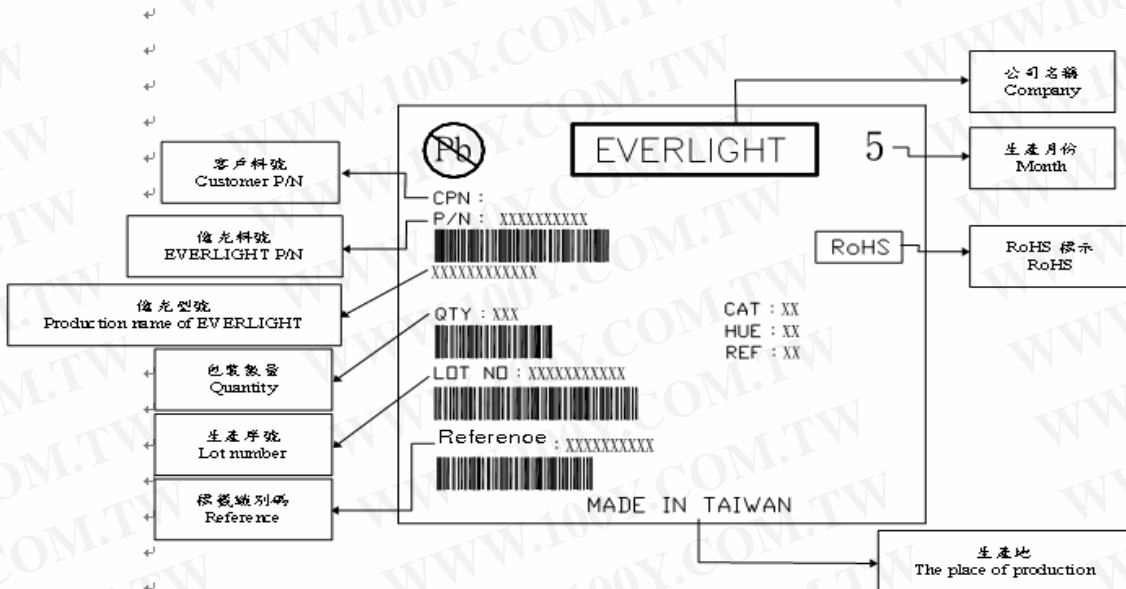 公司名稱
Company
生產月份
Month
RoHS 標示
RoHS
生產地
The place of production
客戶料號
Customer P/N
億光料號
EVERLIGHT P/N
億光型號
Production name of EVERLIGHT
包裝數量
Quantity
生產序號
Lot number
標籤識別碼
Reference
Pb
EVERLIGHT
5
CPN :
P/N : XXXXXXXXXX
RoHS
XXXXXXXXXXXX
QTY : XXX
CAT : XX
HUE : XX
REF : XX
LOT NO : XXXXXXXXXXX
Reference : XXXXXXXXXX
MADE IN TAIWAN
WWW.100Y.COM.TW